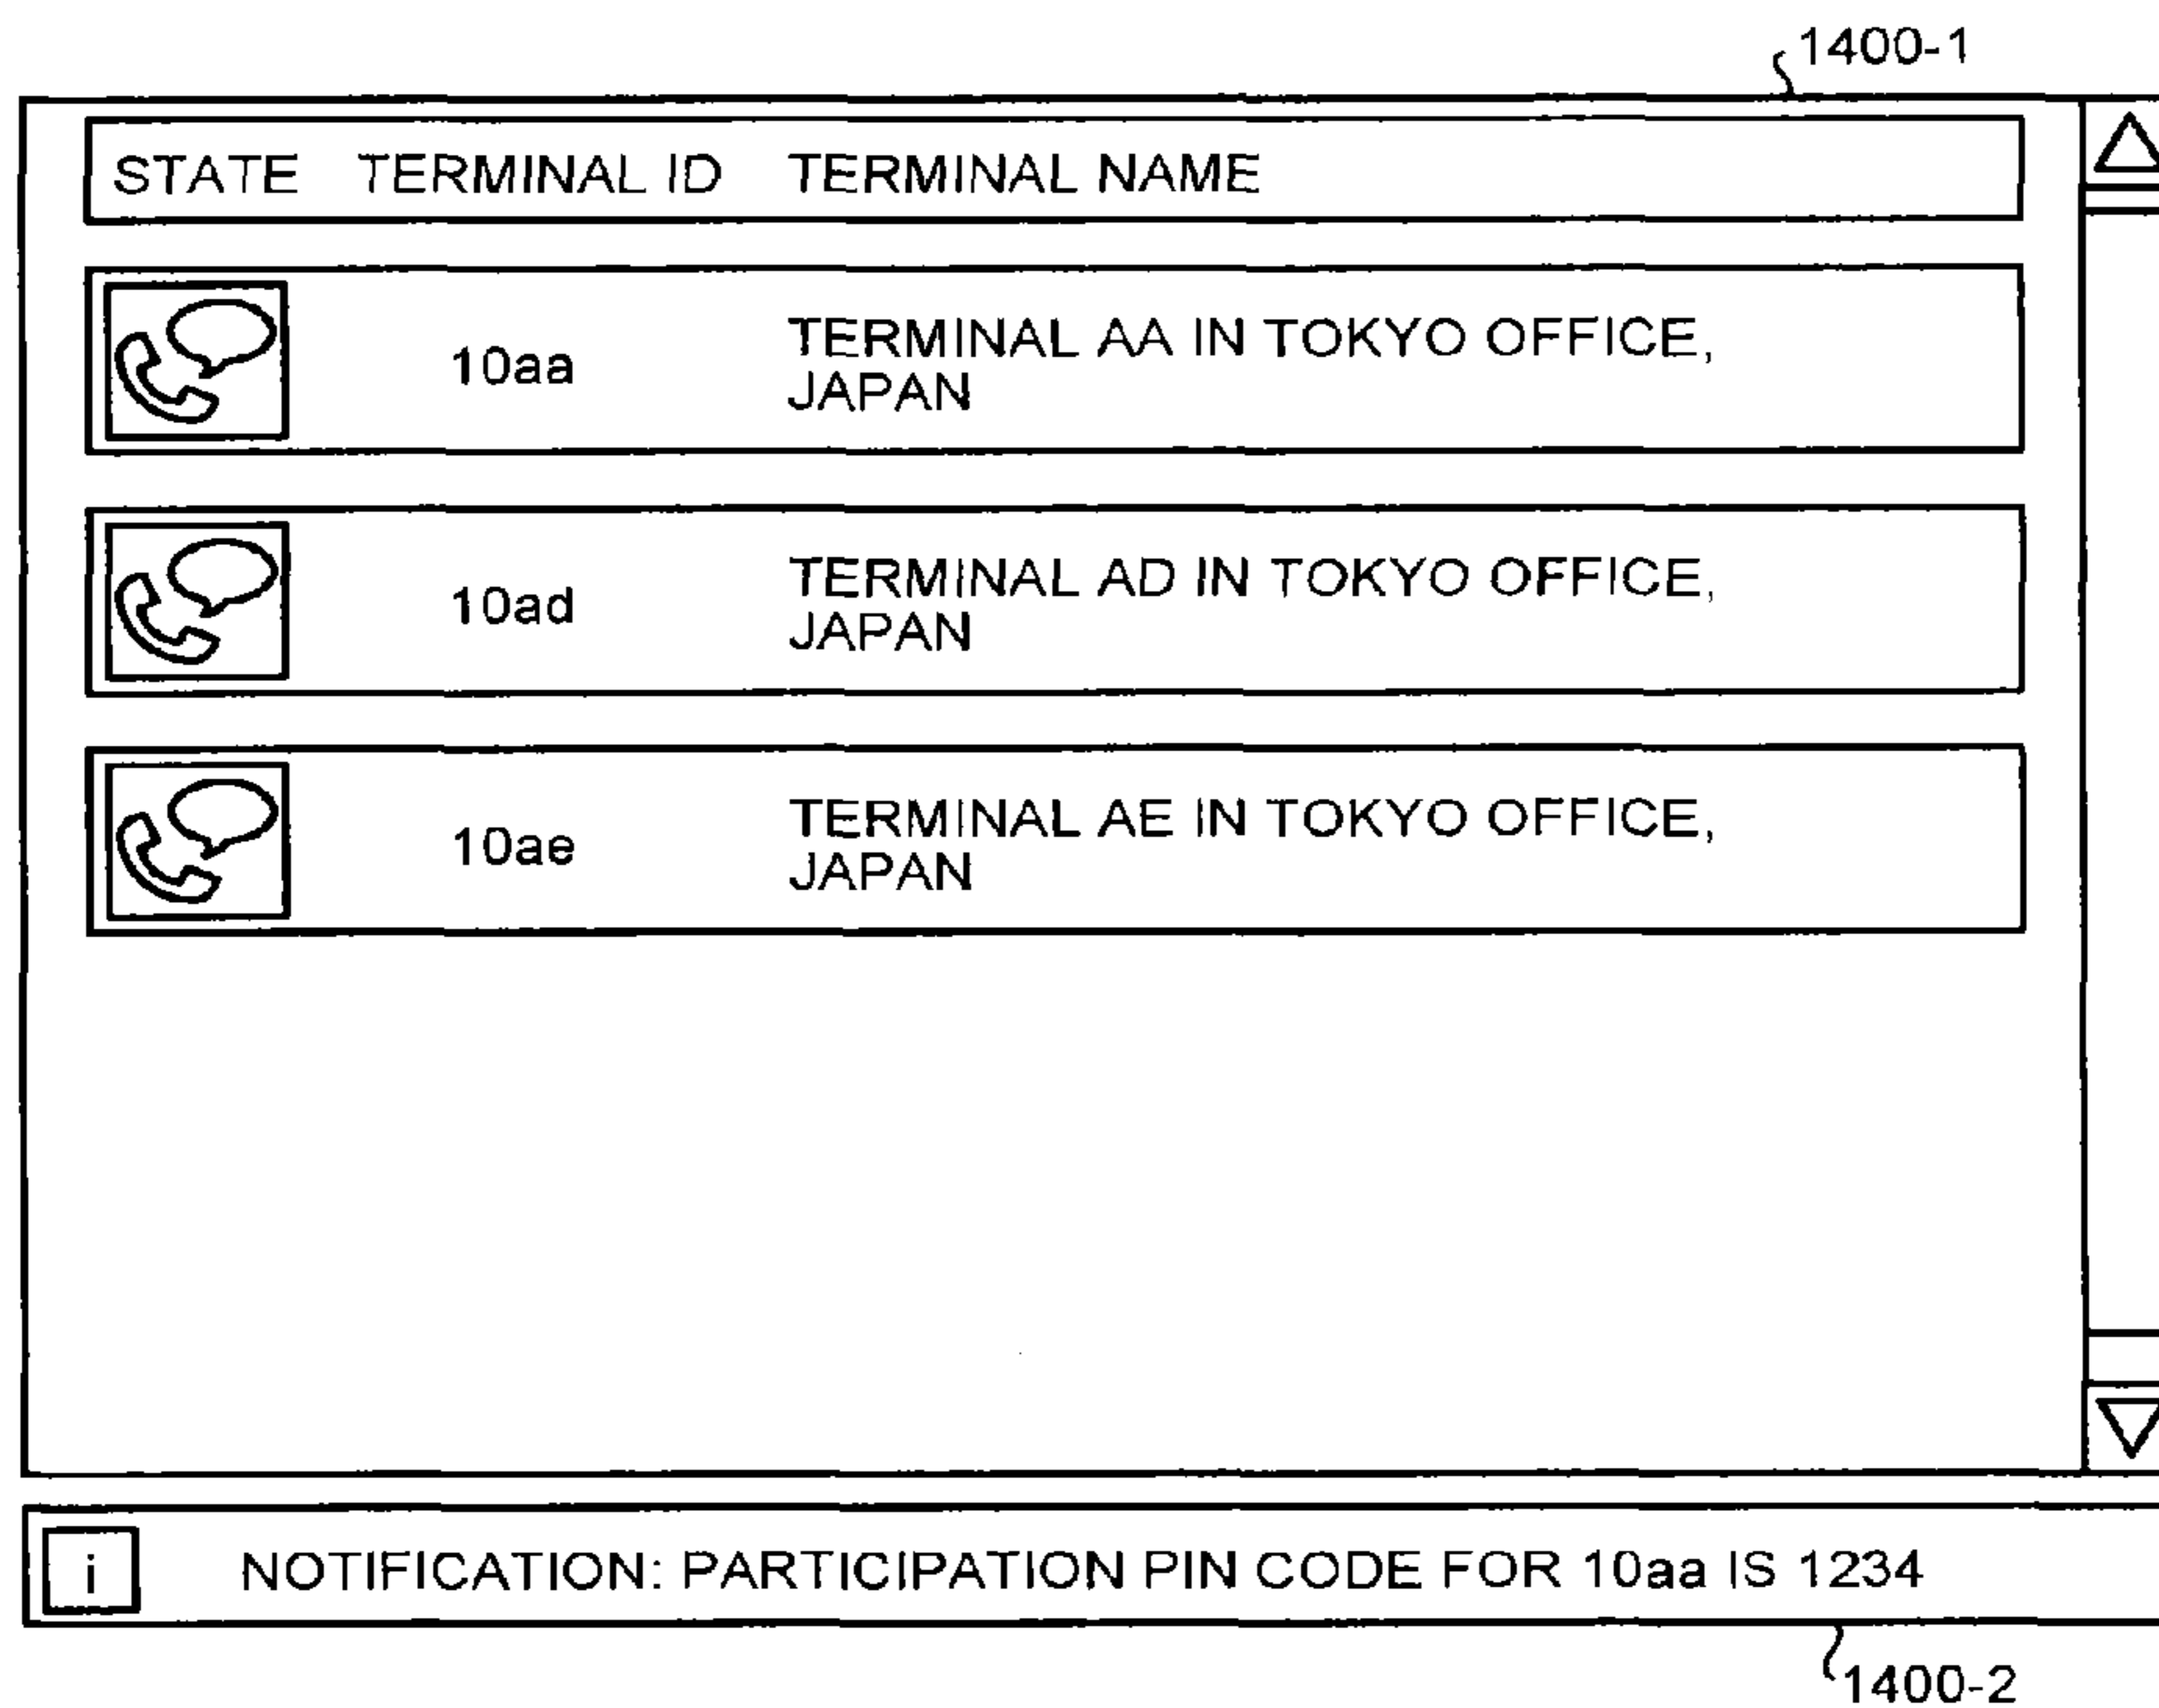 1400-1
STATE TERMINAL ID TERMINAL NAME
10aa
TERMINAL AA IN TOKYO OFFICE,
JAPAN
10ad
TERMINAL AD IN TOKYO OFFICE,
JAPAN
10ae
TERMINAL AE IN TOKYO OFFICE,
JAPAN
i NOTIFICATION: PARTICIPATION PIN CODE FOR 10aa IS 1234
1400-2